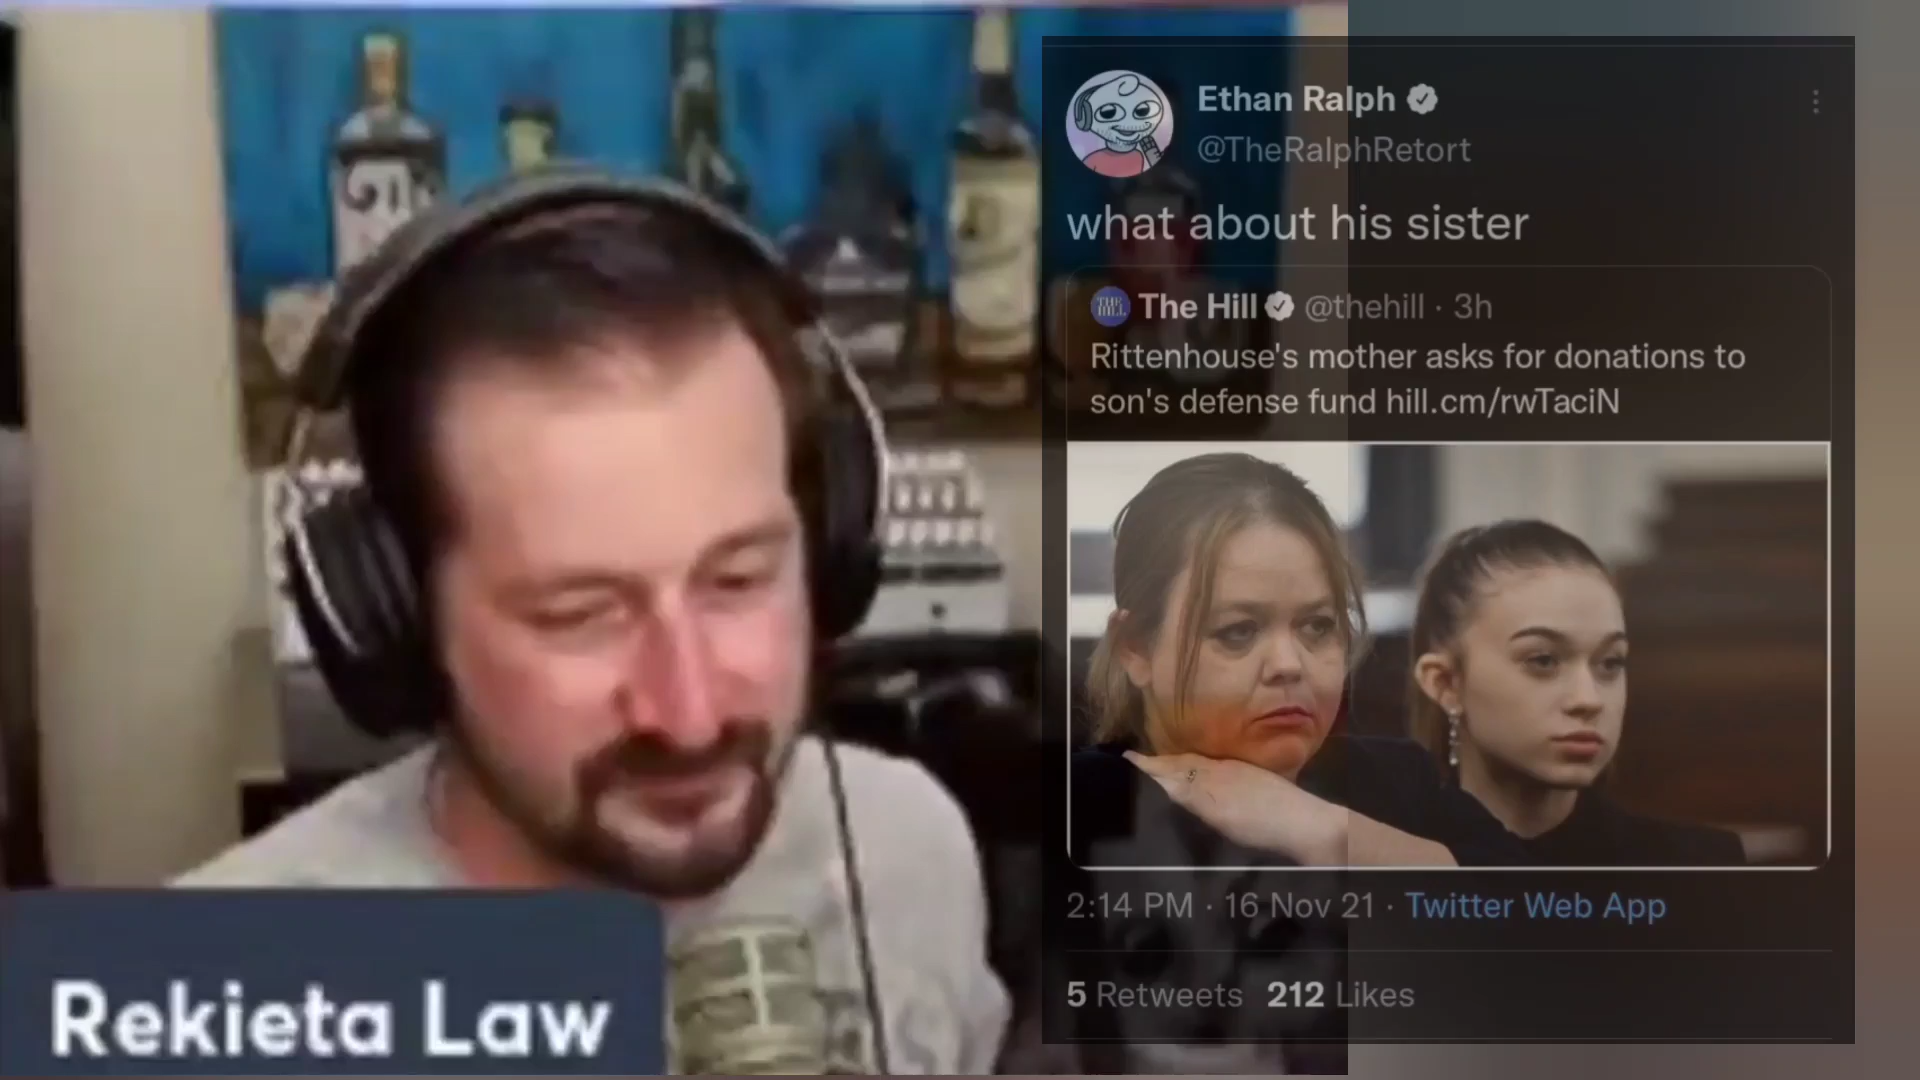 Ethan Ralph
@TheRalphRetort
what about his sister
THE HILL
The Hill @thehill · 3h
Rittenhouse's mother asks for donations to
son's defense fund hill.cm/rwTaciN
2:14 PM · 16 Nov 21 · Twitter Web App
5 Retweets 212 Likes
Rekieta Law